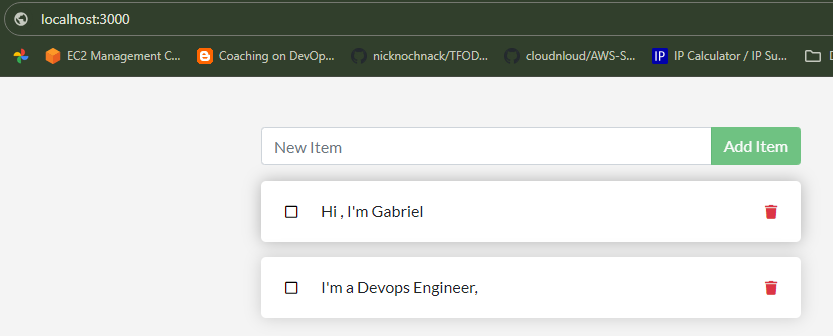 localhost:3000
EC2 Management C... Coaching on DevOp... nicknochnack/TFOD... cloudnloud/AWS-S... IP IP Calculator / IP Su...
New Item Add Item
Hi , I'm Gabriel
I'm a Devops Engineer,